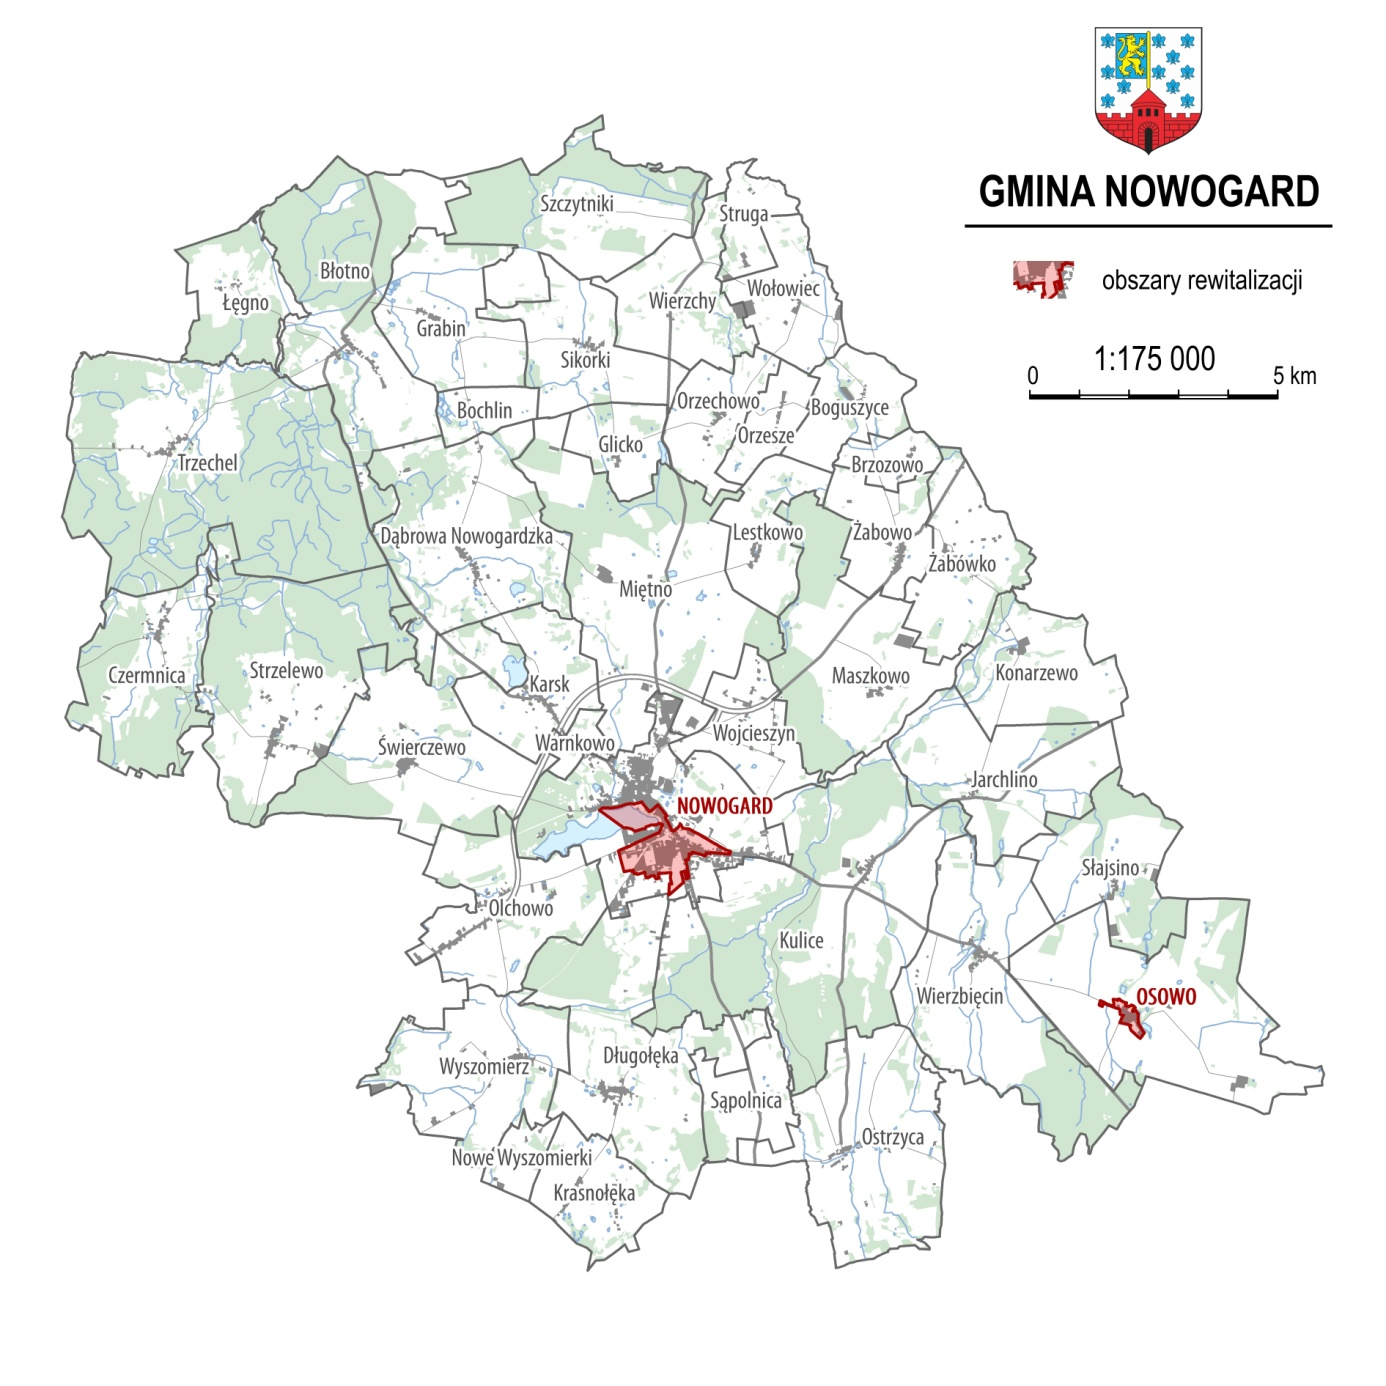 GMINA NOWOGARD
obszary rewitalizacji
1:175 000
0
5 km
Szczytniki
Struga
Błotno
Łęgno
Wołowiec
Wierzchy
Grabin
Sikorki
Bochlin
Orzechowo
Boguszyce
Glicko
Orzesze
Trzechel
Brzozowo
Dąbrowa Nowogardzka
Lestkowo
Żabowo
Żabówko
Miętno
Czermnica
Strzelewo
Karsk
Maszkowo
Konarzewo
Świerczewo
Warnkowo
Wojcieszyn
Jarchlino
NOWOGARD
Słajsino
Olchowo
Kulice
Wierzbięcin
OSOWO
Wyszomierz
Długołęka
Sąpolnica
Ostrzyca
Nowe Wyszomierki
Krasnołęka